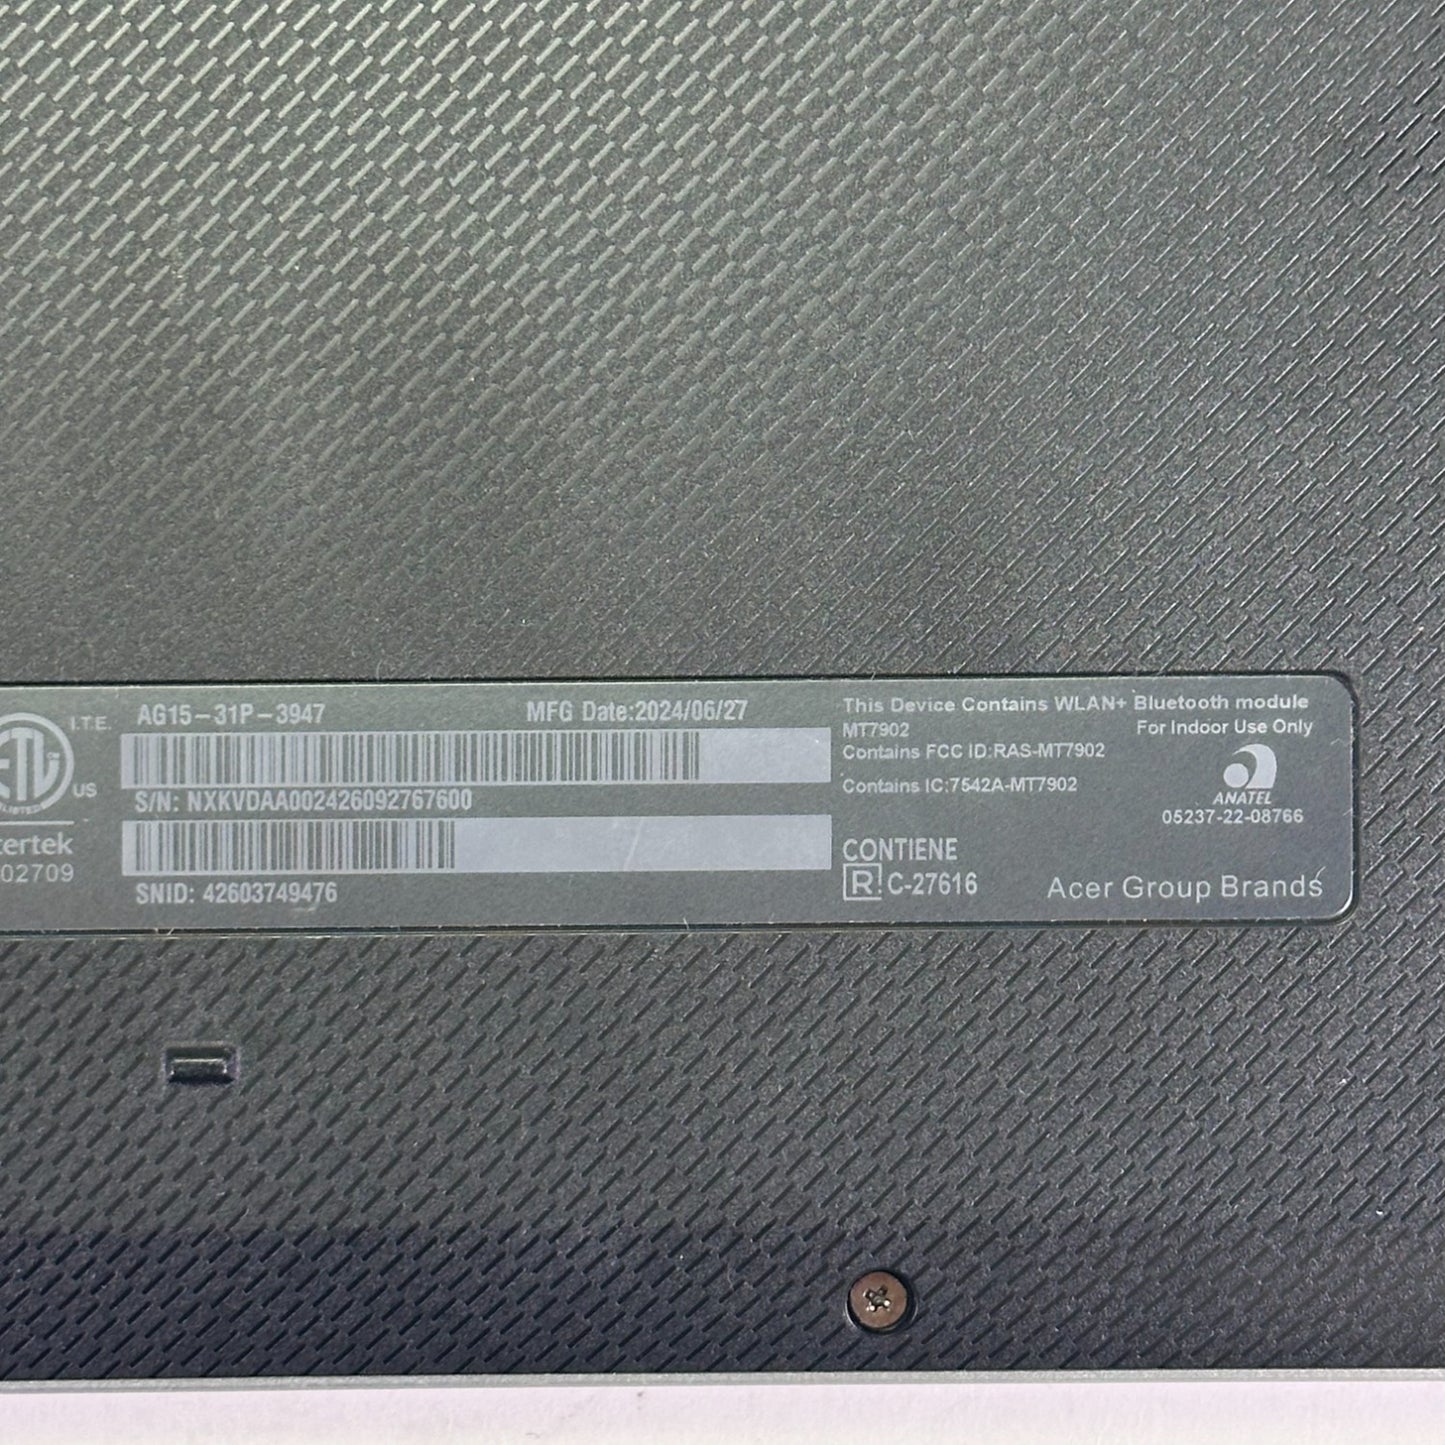 I.T.E.
US
LISTED
tertek
02709
AG15-31P-3947
MFG Date:2024/06/27
S/N: NXKVDAA002426092767600
SNID: 42603749476
This Device Contains WLAN+ Bluetooth module
MT7902
For Indoor Use Only
Contains FCC ID:RAS-MT7902
Contains IC:7542A-MT7902
ANATEL
05237-22-08766
CONTIENE
R C-27616
Acer Group Brands